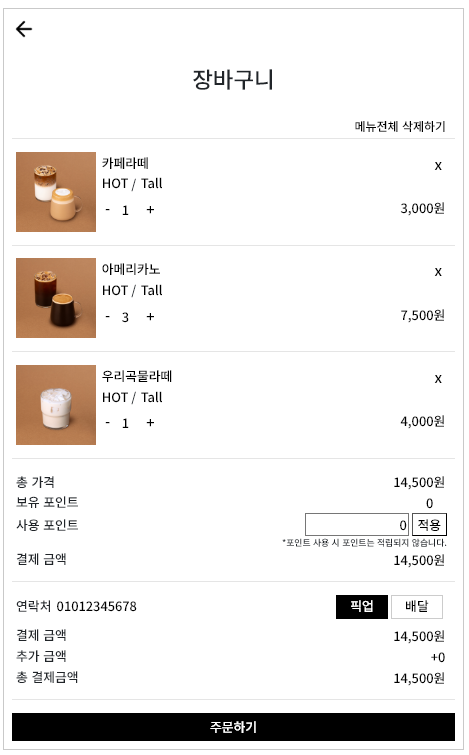 장바구니
메뉴전체 삭제하기
카페라떼 x
HOT / Tall
- 1 + 3,000원
아메리카노 x
HOT / Tall
- 3 + 7,500원
우리곡물라떼 x
HOT / Tall
- 1 + 4,000원
총 가격 14,500원
보유 포인트 0
사용 포인트 0 적용
*포인트 사용 시 포인트는 적립되지 않습니다.
결제 금액 14,500원
연락처 01012345678 픽업 배달
결제 금액 14,500원
추가 금액 +0
총 결제금액 14,500원
주문하기